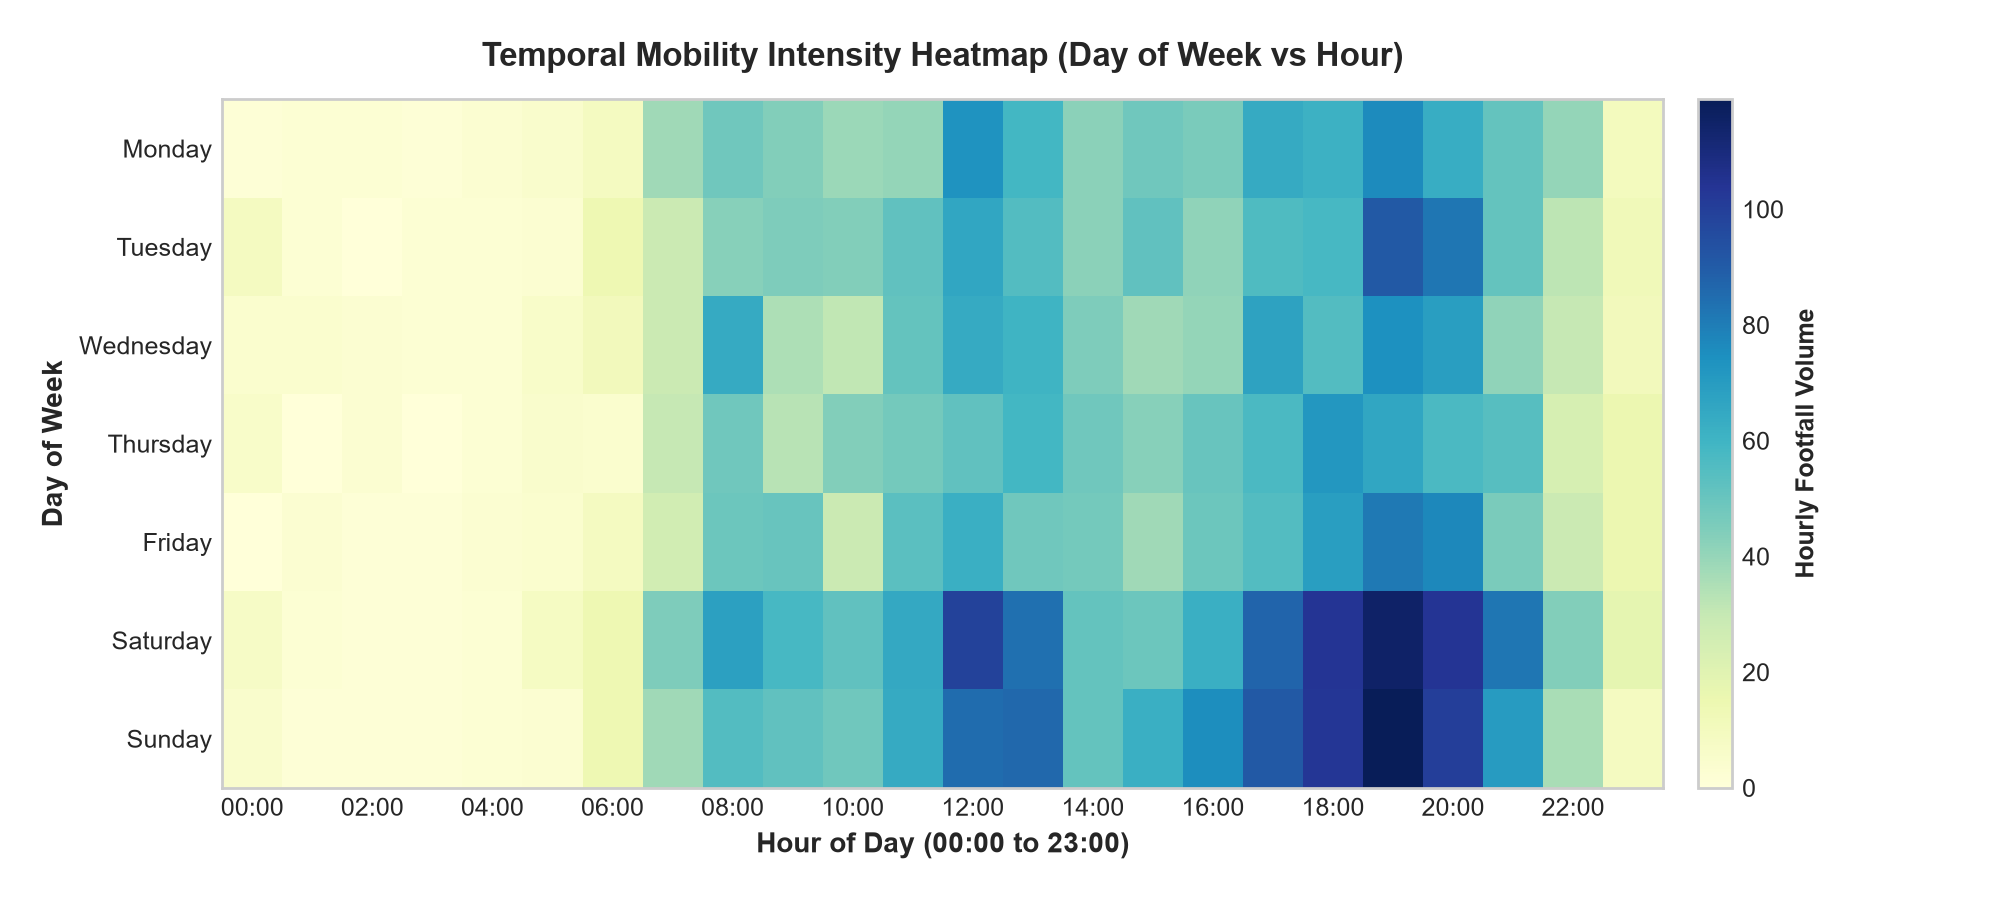 Temporal Mobility Intensity Heatmap (Day of Week vs Hour)
Day of Week
Monday
Tuesday
Wednesday
Thursday
Friday
Saturday
Sunday
00:00 02:00 04:00 06:00 08:00 10:00 12:00 14:00 16:00 18:00 20:00 22:00
Hour of Day (00:00 to 23:00)
100
80
60
40
20
0
Hourly Footfall Volume